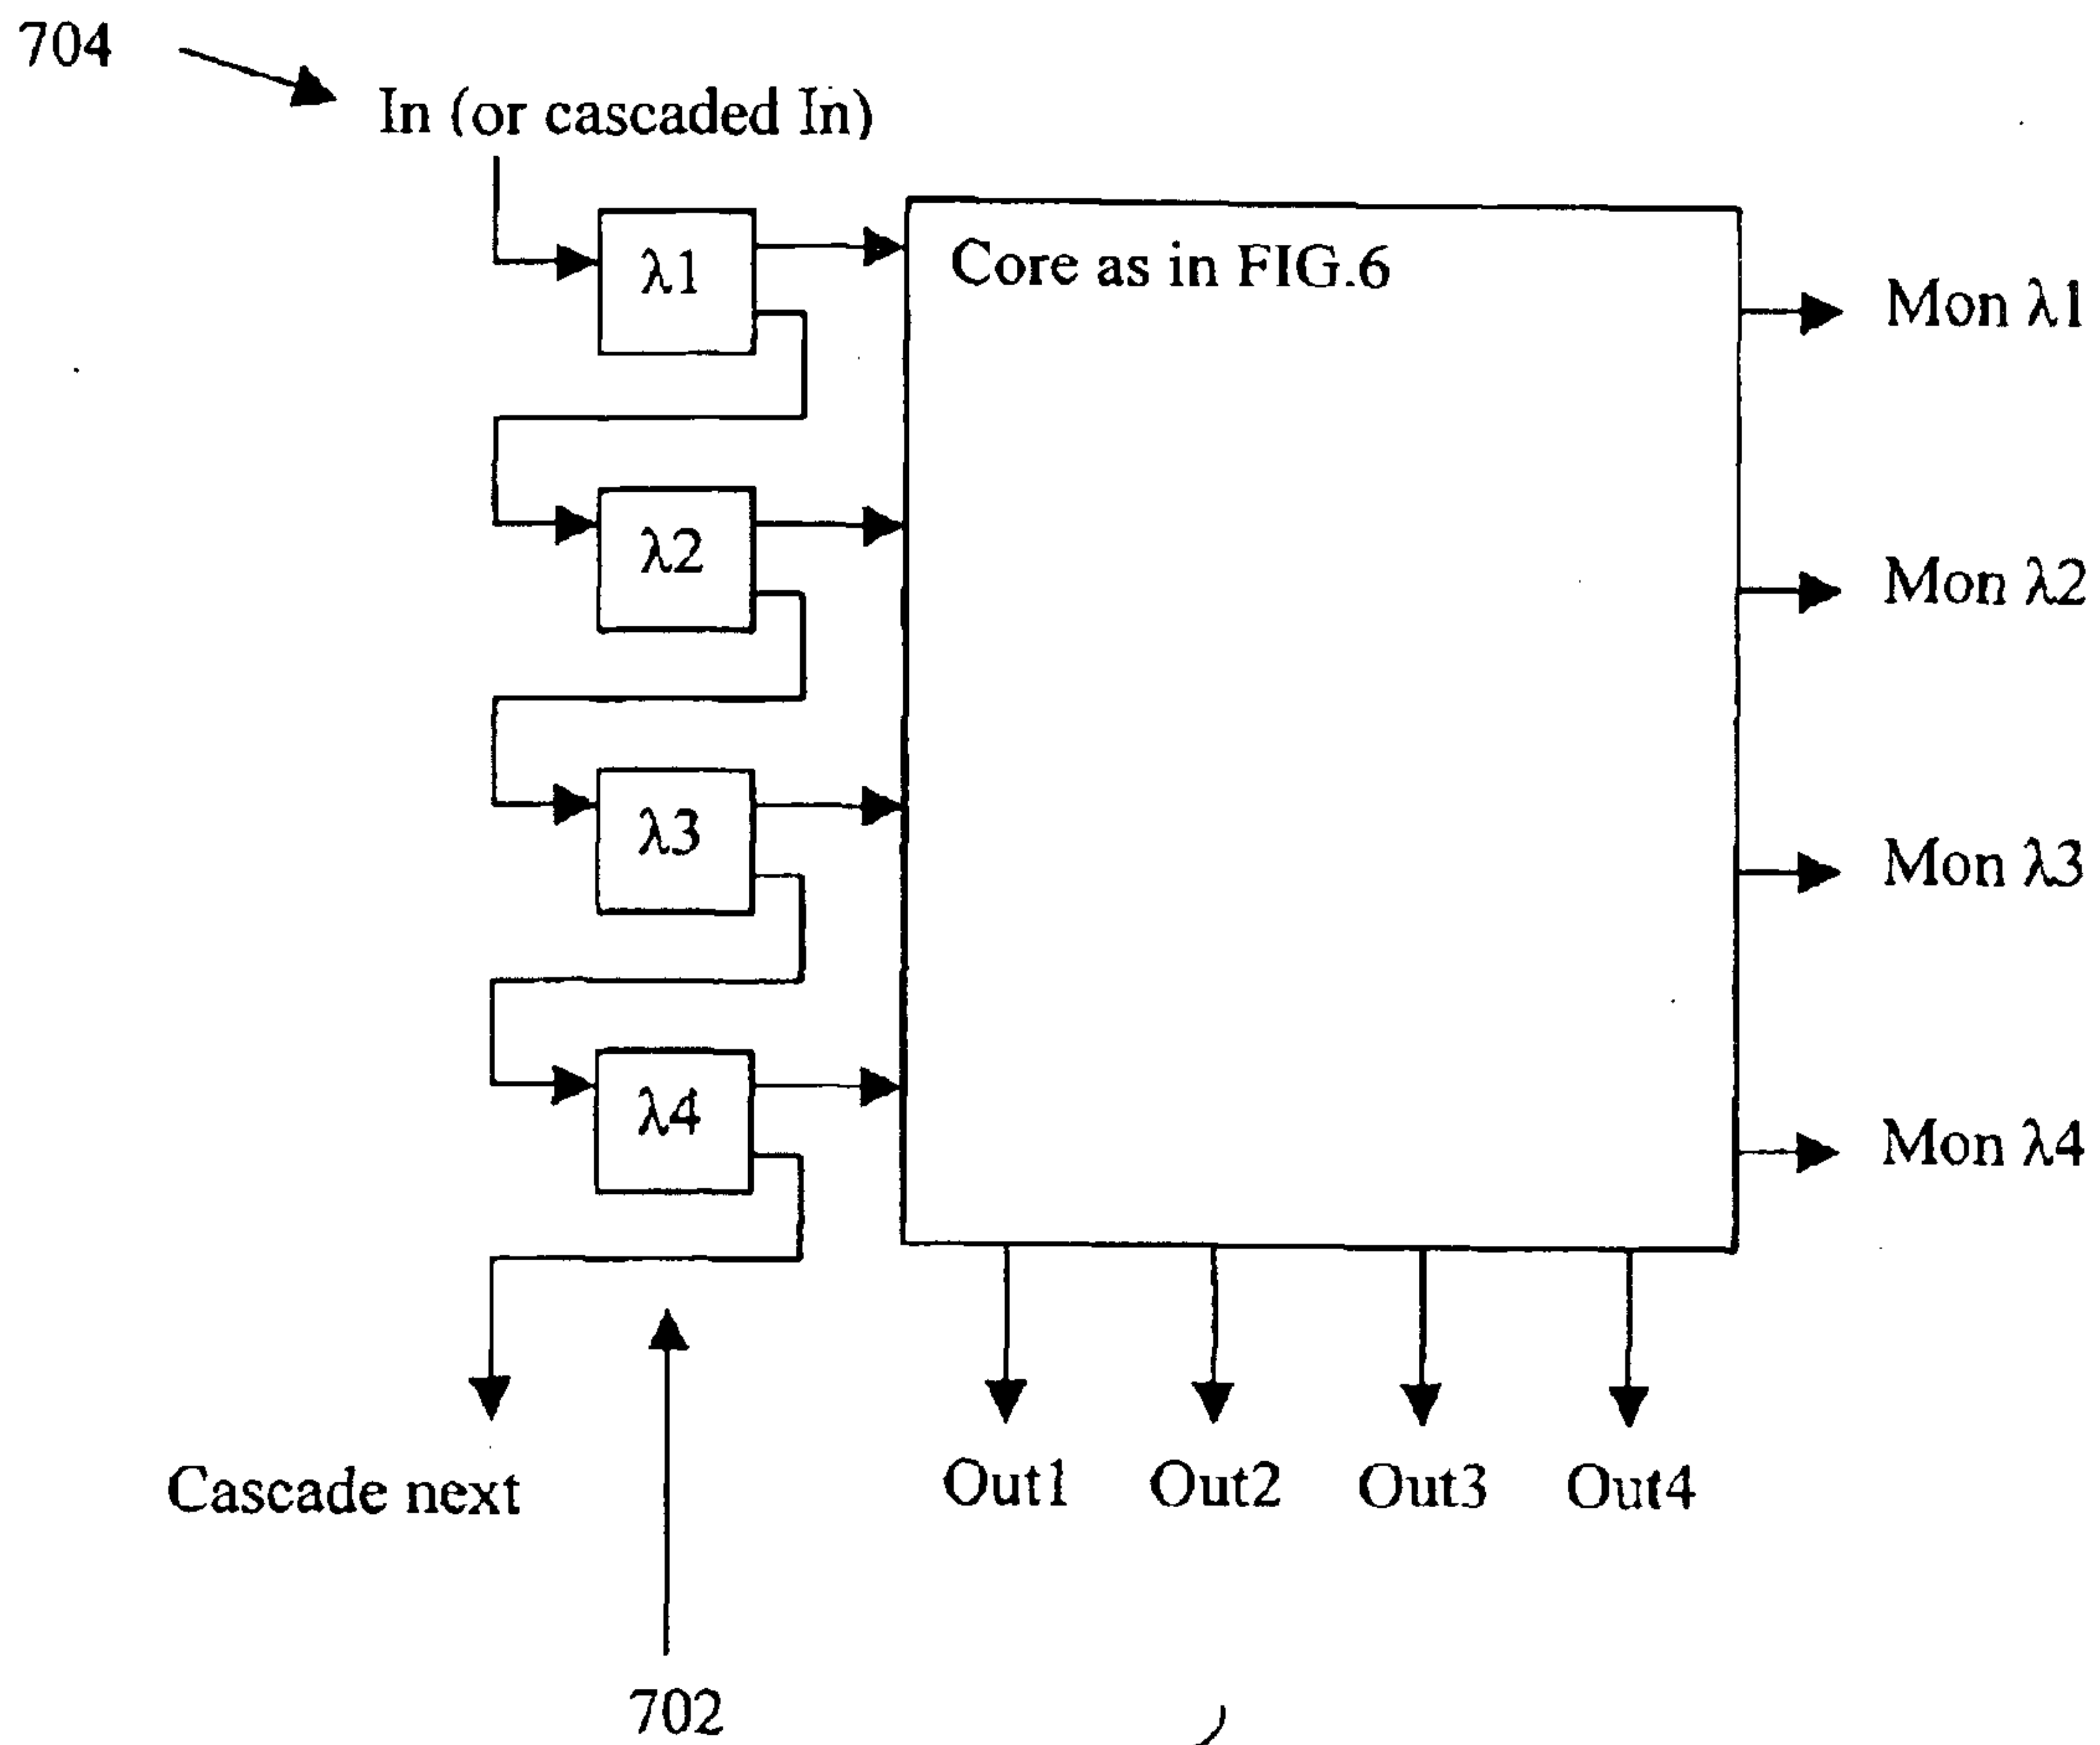 704
In (or cascaded In)
λ1
Core as in FIG.6
Mon λ1
λ2
Mon λ2
λ3
Mon λ3
λ4
Mon λ4
Cascade next
Out1
Out2
Out3
Out4
702